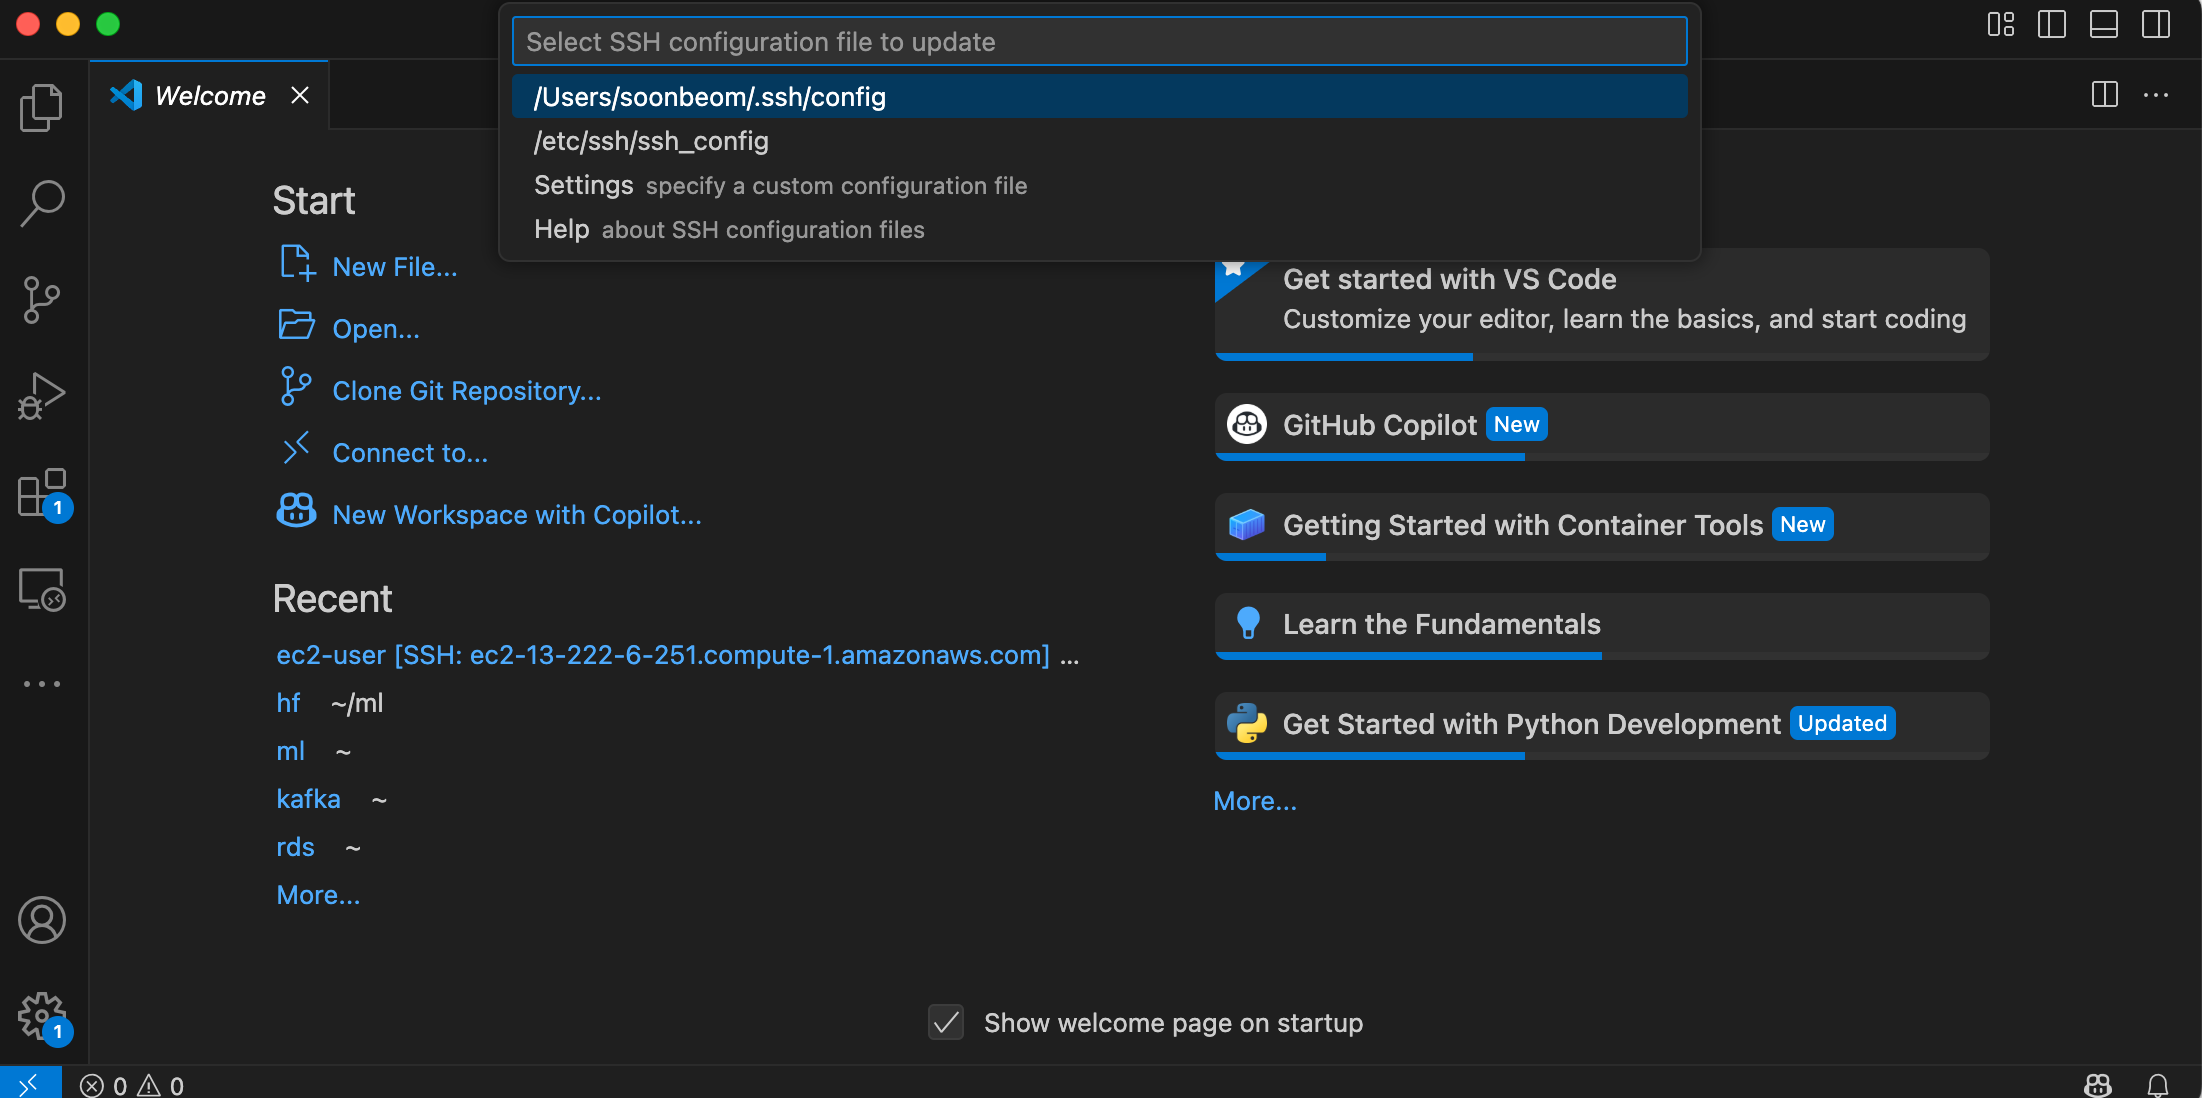 Select SSH configuration file to update
/Users/soonbeom/.ssh/config
/etc/ssh/ssh_config
Settings specify a custom configuration file
Help about SSH configuration files
Welcome
Start
New File...
Open...
Clone Git Repository...
Connect to...
New Workspace with Copilot...
Recent
ec2-user [SSH: ec2-13-222-6-251.compute-1.amazonaws.com] ...
hf ~/ml
ml ~
kafka ~
rds ~
More...
Get started with VS Code
Customize your editor, learn the basics, and start coding
GitHub Copilot New
Getting Started with Container Tools New
Learn the Fundamentals
Get Started with Python Development Updated
More...
1
1
Show welcome page on startup
0 0